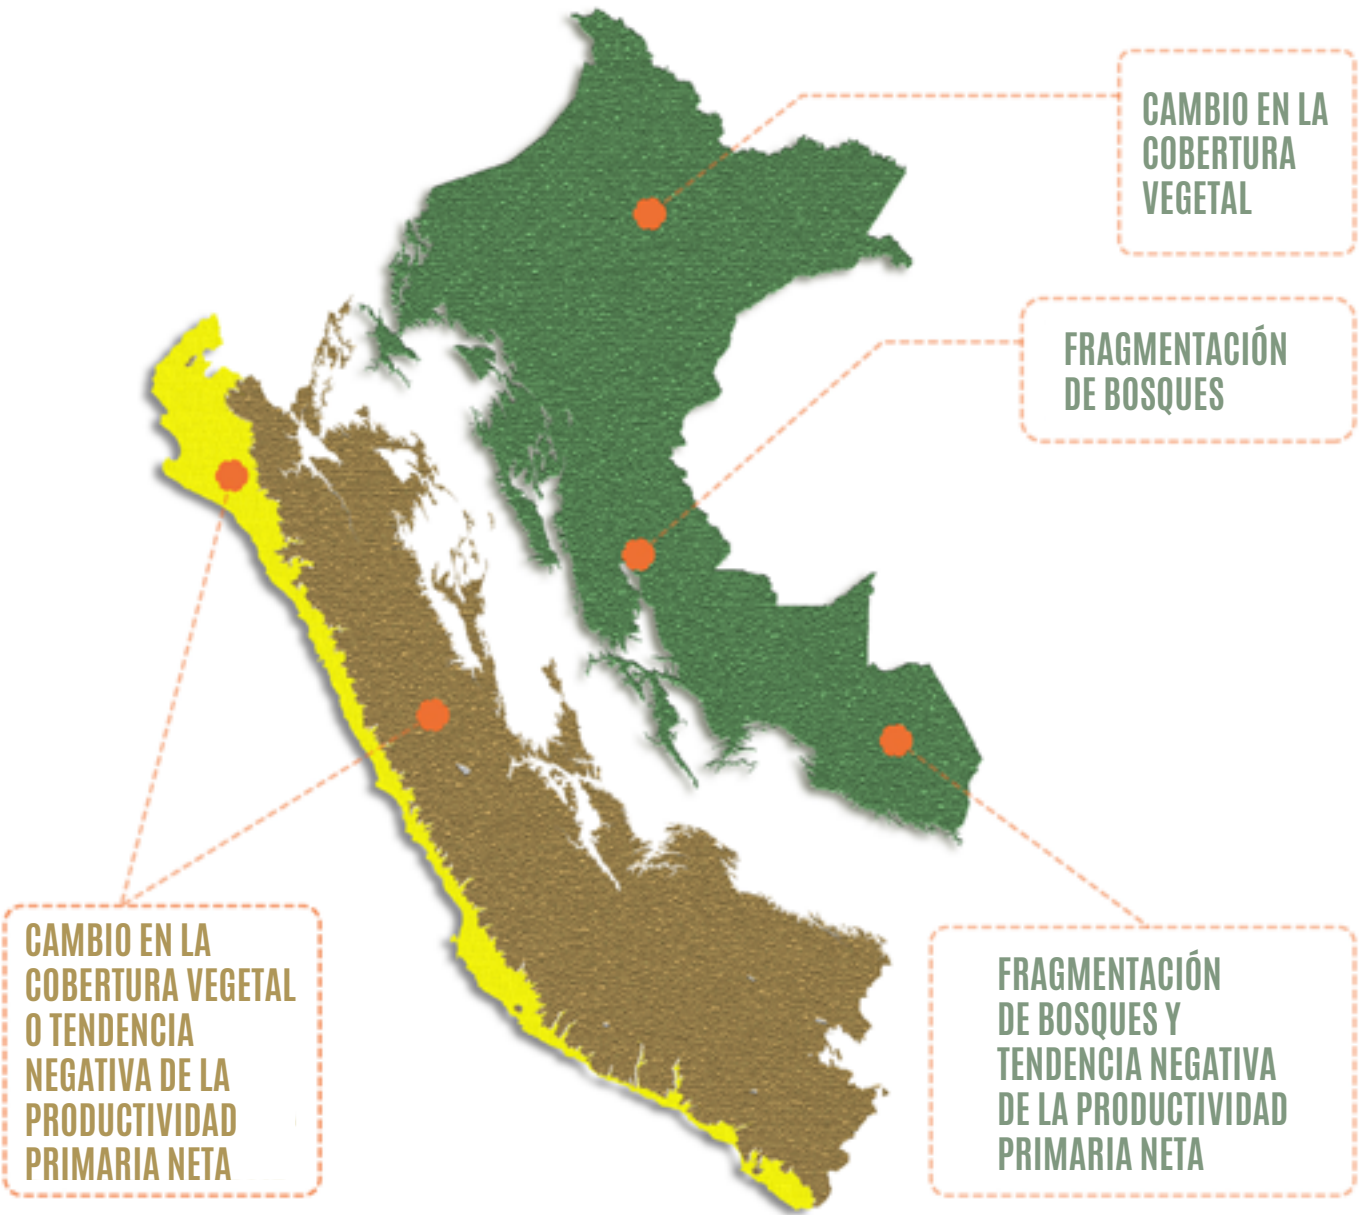 CAMBIO EN LA
COBERTURA
VEGETAL
FRAGMENTACIÓN
DE BOSQUES
CAMBIO EN LA
COBERTURA VEGETAL
O TENDENCIA
NEGATIVA DE LA
PRODUCTIVIDAD
PRIMARIA NETA
FRAGMENTACIÓN
DE BOSQUES Y
TENDENCIA NEGATIVA
DE LA PRODUCTIVIDAD
PRIMARIA NETA